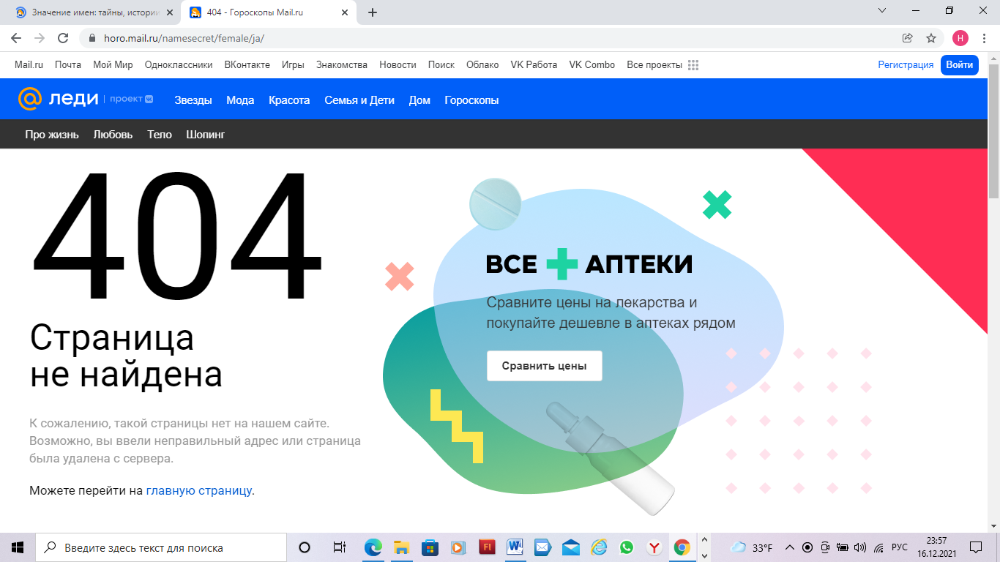 Значение имен: тайны, истори
404 - Гороскопы Mail.ru
horo.mail.ru/namesecret/female/ja/
Н
Mail.ru Почта Мой Мир Одноклассники ВКонтакте Игры Знакомства Новости Поиск Облако VK Работа VK Combo Все проекты Регистрация Войти
леди | проект Звезды Мода Красота Семья и Дети Дом Гороскопы
Про жизнь Любовь Тело Шопинг
404
Страница
не найдена
К сожалению, такой страницы нет на нашем сайте.
Возможно, вы ввели неправильный адрес или страница
была удалена с сервера.
Можете перейти на главную страницу.
ВСЕ АПТЕКИ
Сравните цены на лекарства и
покупайте дешевле в аптеках рядом
Сравнить цены
Введите здесь текст для поиска
33°F
РУС
23:57
16.12.2021